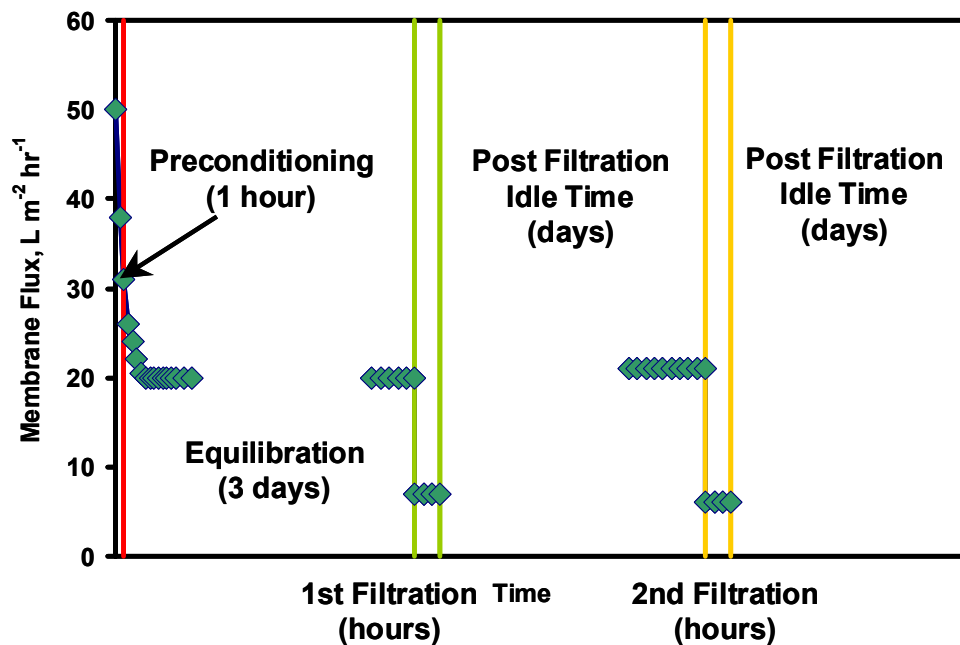 60
50
40
30
20
10
0
Membrane Flux, L m⁻² hr⁻¹
Preconditioning
(1 hour)
Equilibration
(3 days)
Post Filtration
Idle Time
(days)
Post Filtration
Idle Time
(days)
1st Filtration
(hours)
Time
2nd Filtration
(hours)